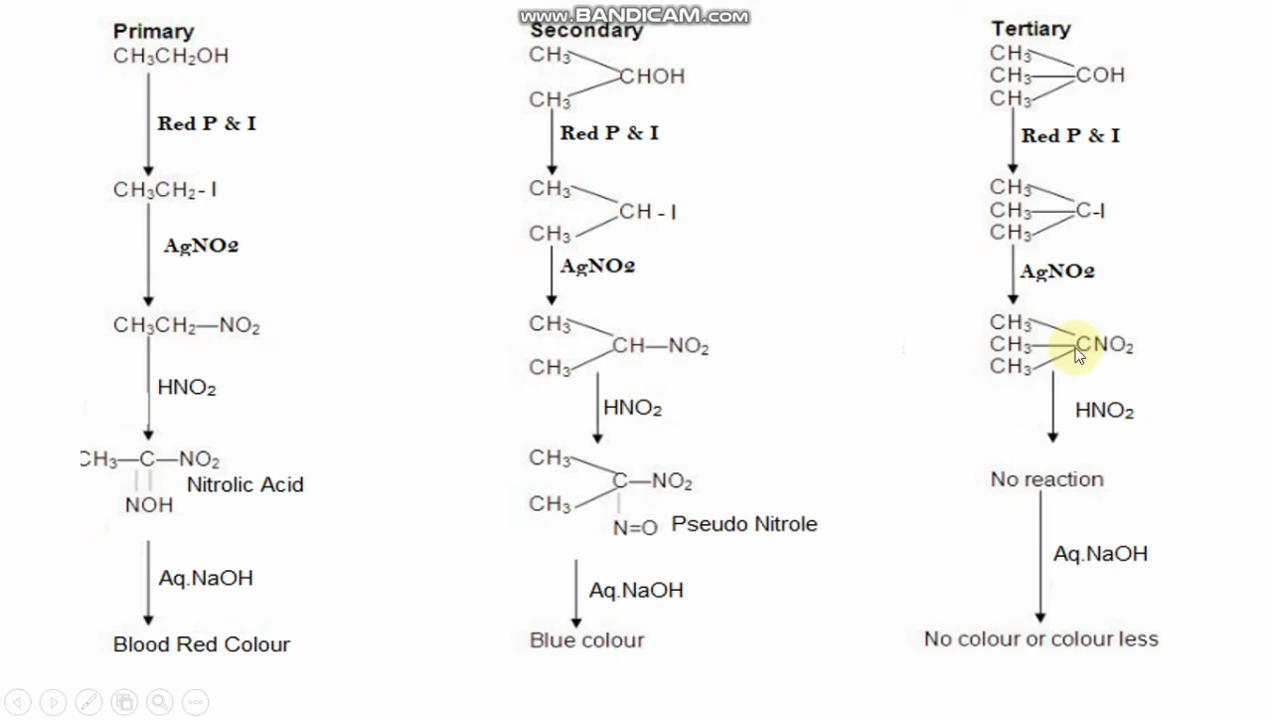 www.BANDICAM.com
Primary
CH₃CH₂OH
Red P & I
CH₃CH₂- I
AgNO2
CH₃CH₂—NO₂
HNO₂
CH₃—C—NO₂
NOH
Nitrolic Acid
Aq.NaOH
Blood Red Colour
Secondary
CH₃
CHOH
CH₃
Red P & I
CH₃
CH - I
CH₃
AgNO2
CH₃
CH—NO₂
CH₃
HNO₂
CH₃
C—NO₂
CH₃
N=O
Pseudo Nitrole
Aq.NaOH
Blue colour
Tertiary
CH₃
CH₃—COH
CH₃
Red P & I
CH₃
CH₃—C-I
CH₃
AgNO2
CH₃
CH₃—CNO₂
CH₃
HNO₂
No reaction
Aq.NaOH
No colour or colour less